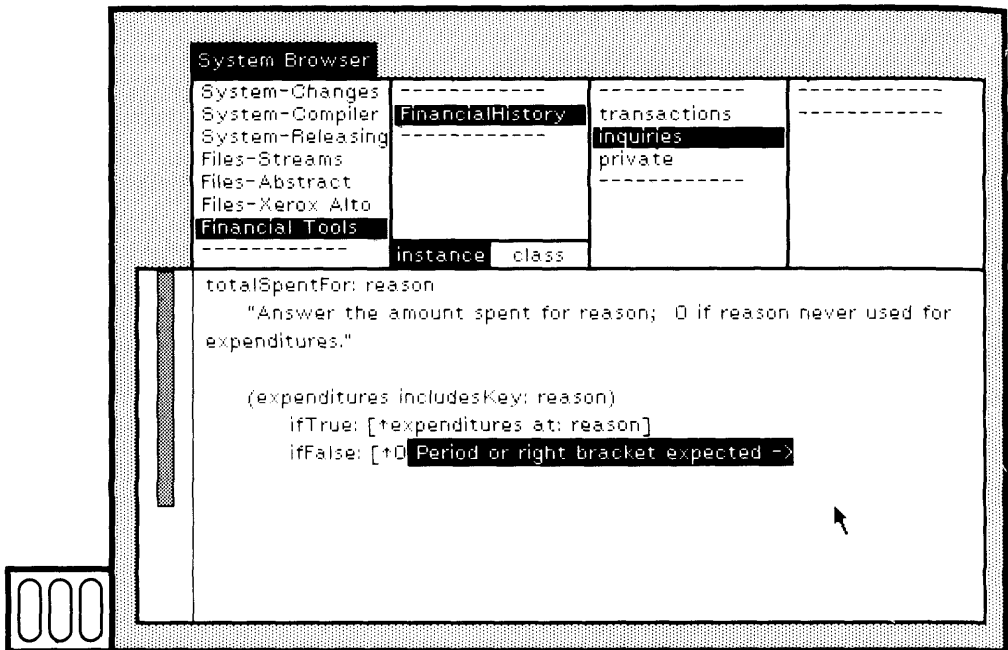 System Browser
System-Changes
System-Compiler
System-Releasing
Files-Streams
Files-Abstract
Files-Xerox Alto
Financial Tools
-------------
-------------
FinancialHistory
-------------
instance class
-------------
transactions
inquiries
private
-------------
-------------
-------------
totalSpentFor: reason
"Answer the amount spent for reason; 0 if reason never used for
expenditures."
(expenditures includesKey: reason)
ifTrue: [↑expenditures at: reason]
ifFalse: [↑0 Period or right bracket expected ->